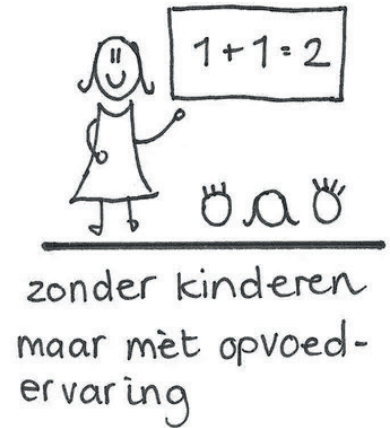 1+1=2
zonder kinderen
maar mèt opvoed-
ervaring